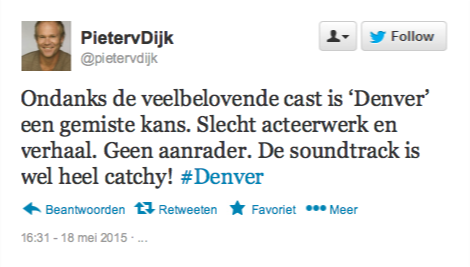 PietervDijk
@pietervdijk
Follow
Ondanks de veelbelovende cast is ‘Denver’
een gemiste kans. Slecht acteerwerk en
verhaal. Geen aanrader. De soundtrack is
wel heel catchy! #Denver
Beantwoorden Retweeten Favoriet Meer
16:31 - 18 mei 2015 · ...